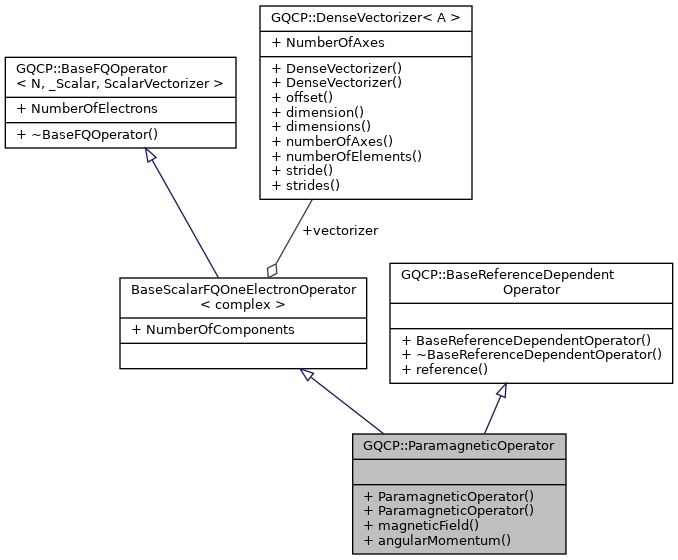 GQCP::DenseVectorizer< A >
+ NumberOfAxes
+ DenseVectorizer()
+ DenseVectorizer()
+ offset()
+ dimension()
+ dimensions()
+ numberOfAxes()
+ numberOfElements()
+ stride()
+ strides()
GQCP::BaseFQOperator
< N, _Scalar, ScalarVectorizer >
+ NumberOfElectrons
+ ~BaseFQOperator()
+vectorizer
BaseScalarFQOneElectronOperator
< complex >
+ NumberOfComponents
GQCP::BaseReferenceDependent
Operator
+ BaseReferenceDependentOperator()
+ ~BaseReferenceDependentOperator()
+ reference()
GQCP::ParamagneticOperator
+ ParamagneticOperator()
+ ParamagneticOperator()
+ magneticField()
+ angularMomentum()